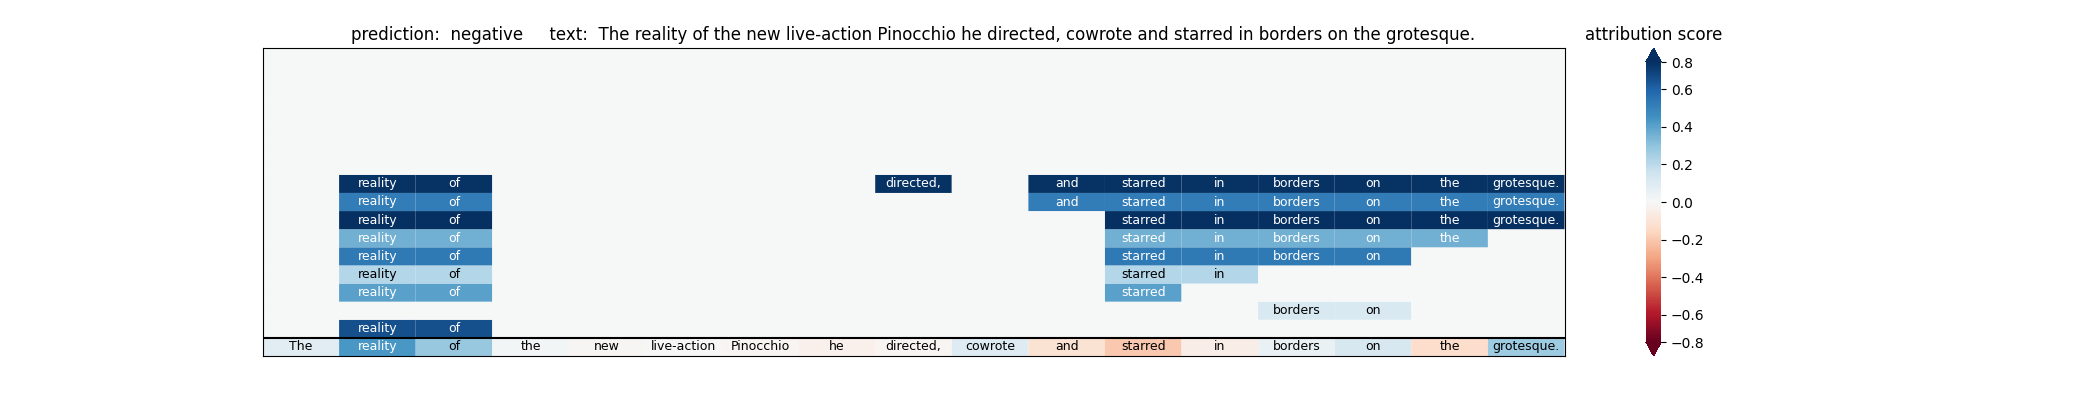 prediction: negative text: The reality of the new live-action Pinocchio he directed, cowrote and starred in borders on the grotesque.
attribution score
reality of directed, and starred in borders on the grotesque.
reality of and starred in borders on the grotesque.
reality of starred in borders on the grotesque.
reality of starred in borders on the
reality of starred in borders on
reality of starred in
reality of starred
borders on
reality of
The reality of the new live-action Pinocchio he directed, cowrote and starred in borders on the grotesque.
0.8
0.6
0.4
0.2
0.0
−0.2
−0.4
−0.6
−0.8